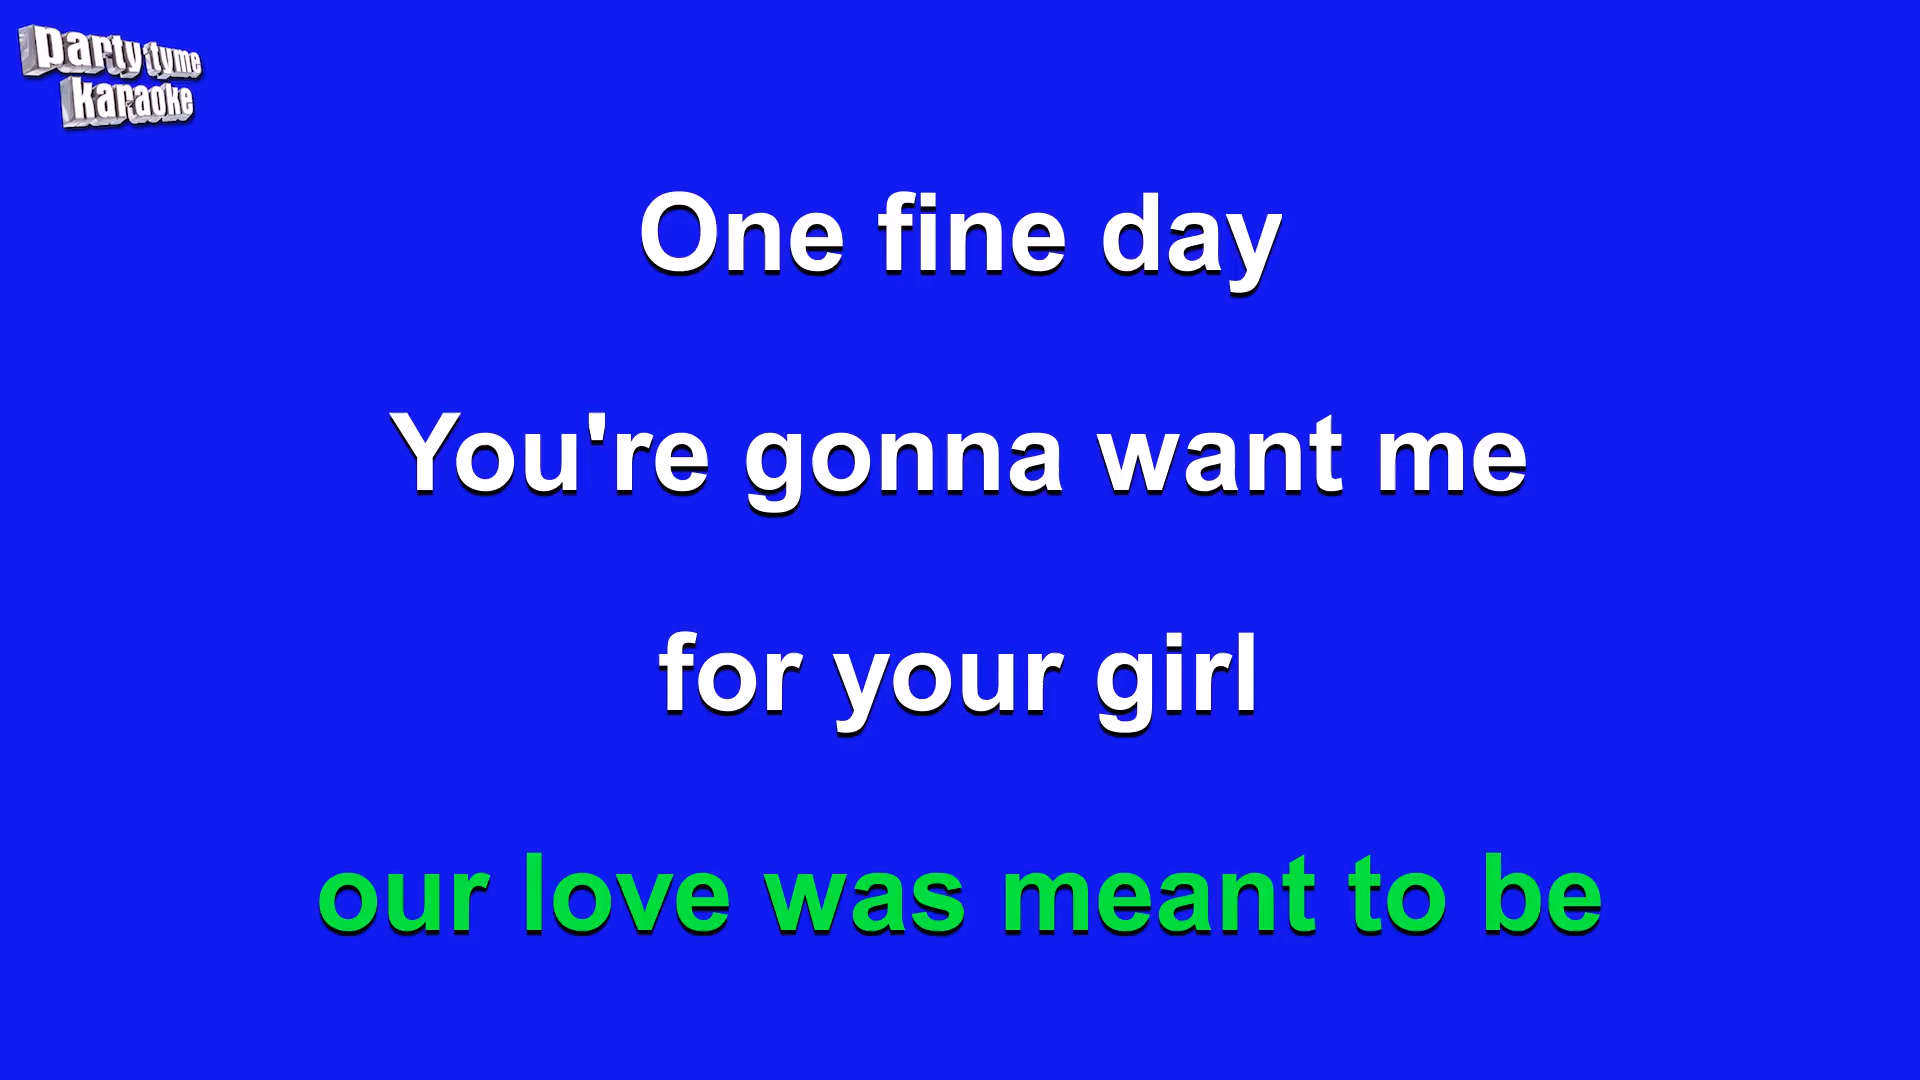 party tyme
karaoke
One fine day
You're gonna want me
for your girl
our love was meant to be